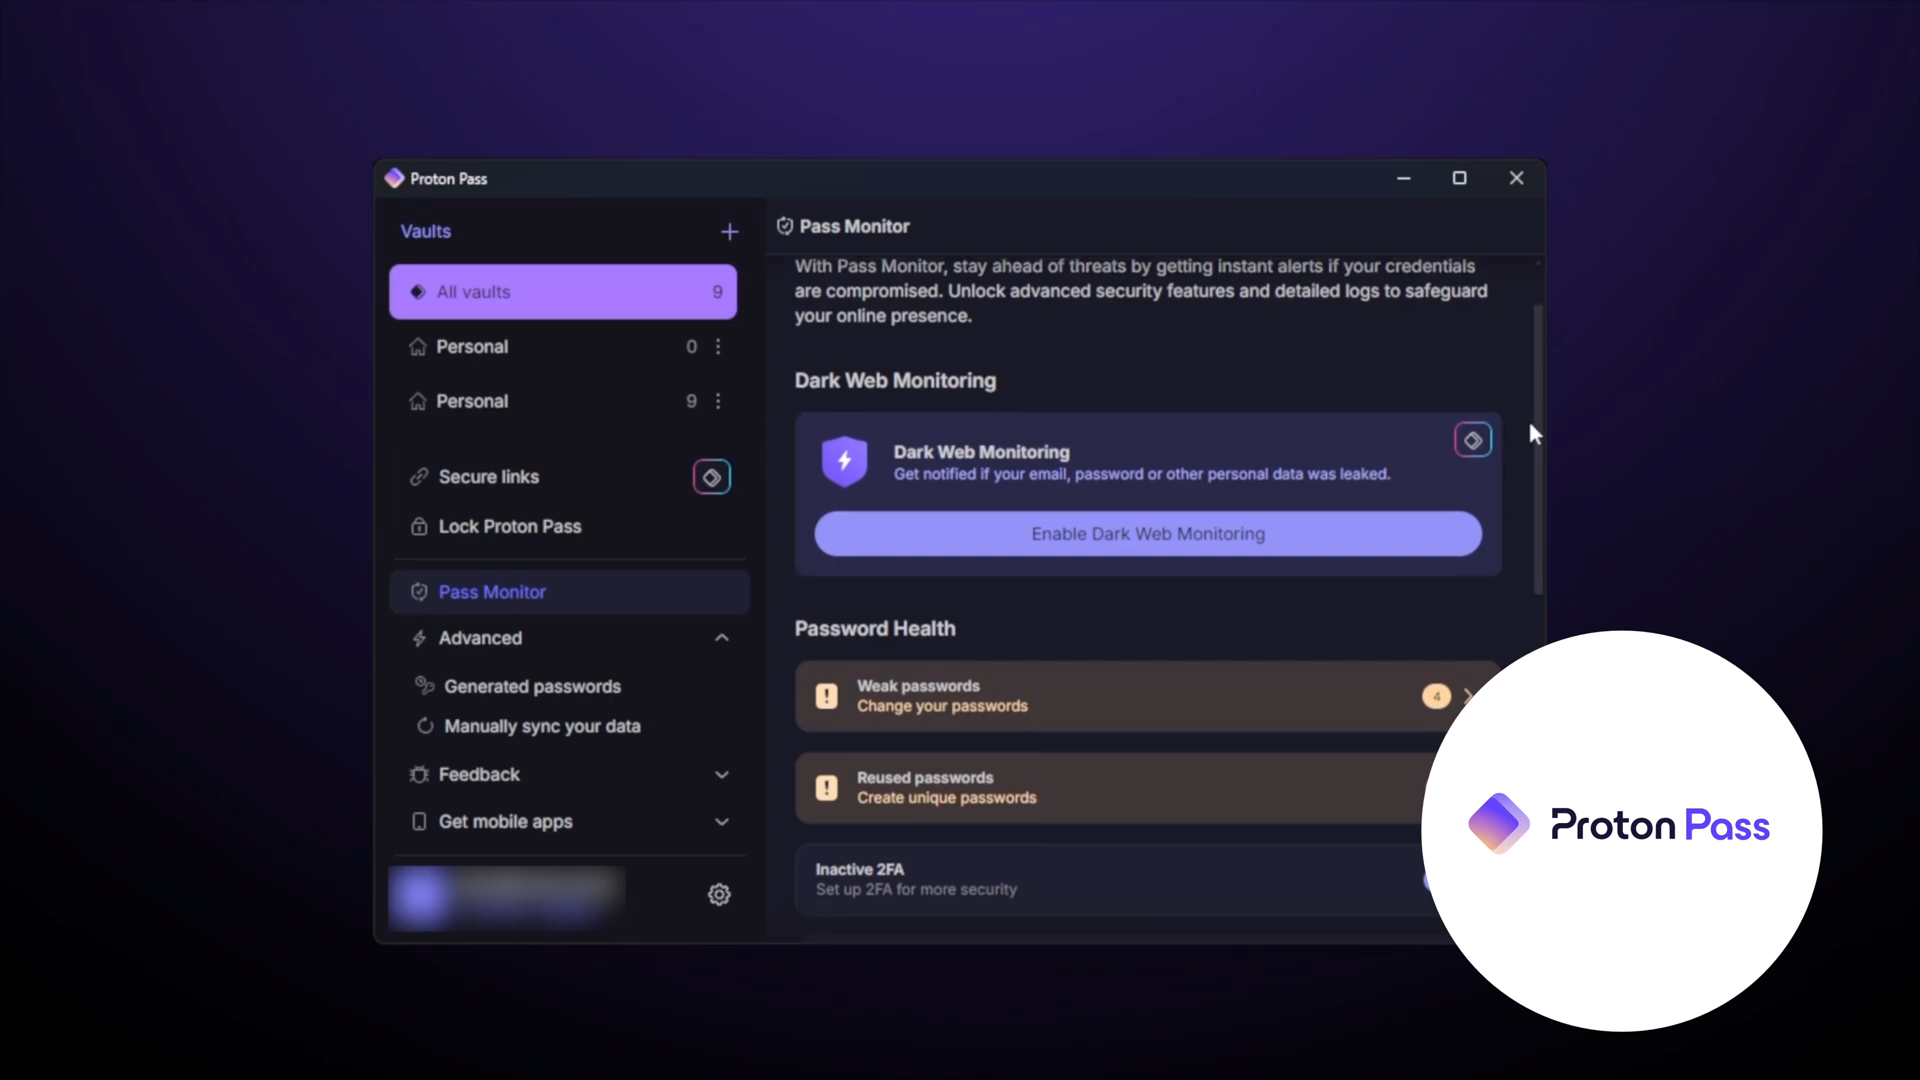 Proton Pass
Vaults
All vaults 9
Personal 0
Personal 9
Secure links
Lock Proton Pass
Pass Monitor
Advanced
Generated passwords
Manually sync your data
Feedback
Get mobile apps
Pass Monitor
With Pass Monitor, stay ahead of threats by getting instant alerts if your credentials
are compromised. Unlock advanced security features and detailed logs to safeguard
your online presence.
Dark Web Monitoring
Dark Web Monitoring
Get notified if your email, password or other personal data was leaked.
Enable Dark Web Monitoring
Password Health
Weak passwords
Change your passwords
4
Reused passwords
Create unique passwords
Inactive 2FA
Set up 2FA for more security
Proton Pass